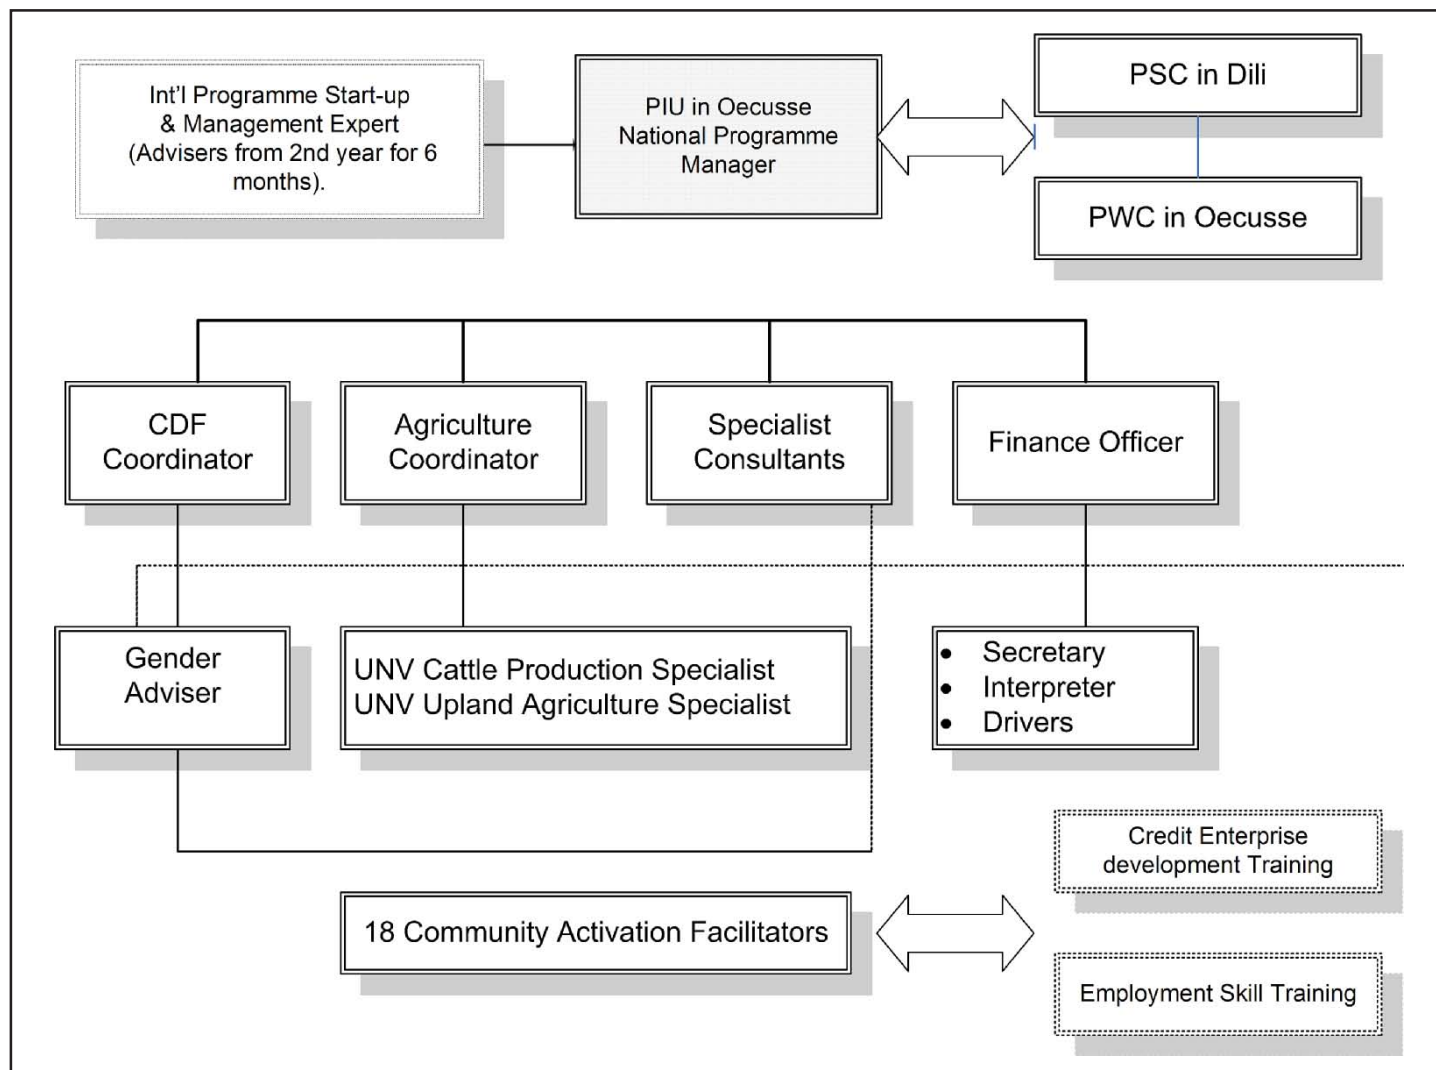 Int'l Programme Start-up
& Management Expert
(Advisers from 2nd year for 6
months).
PIU in Oecusse
National Programme
Manager
PSC in Dili
PWC in Oecusse
CDF
Coordinator
Agriculture
Coordinator
Specialist
Consultants
Finance Officer
Gender
Adviser
UNV Cattle Production Specialist
UNV Upland Agriculture Specialist
• Secretary
• Interpreter
• Drivers
18 Community Activation Facilitators
Credit Enterprise
development Training
Employment Skill Training